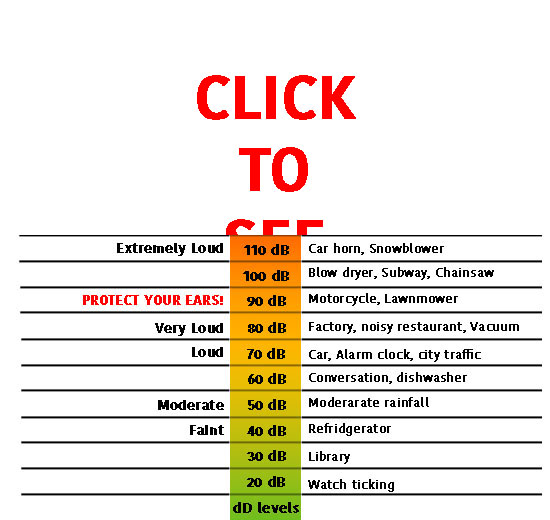 CLICK
TO
SEE
Extremely Loud 110 dB Car horn, Snowblower
100 dB Blow dryer, Subway, Chainsaw
PROTECT YOUR EARS! 90 dB Motorcycle, Lawnmower
Very Loud 80 dB Factory, noisy restaurant, Vacuum
Loud 70 dB Car, Alarm clock, city traffic
60 dB Conversation, dishwasher
Moderate 50 dB Moderarate rainfall
Faint 40 dB Refridgerator
30 dB Library
20 dB Watch ticking
dD levels